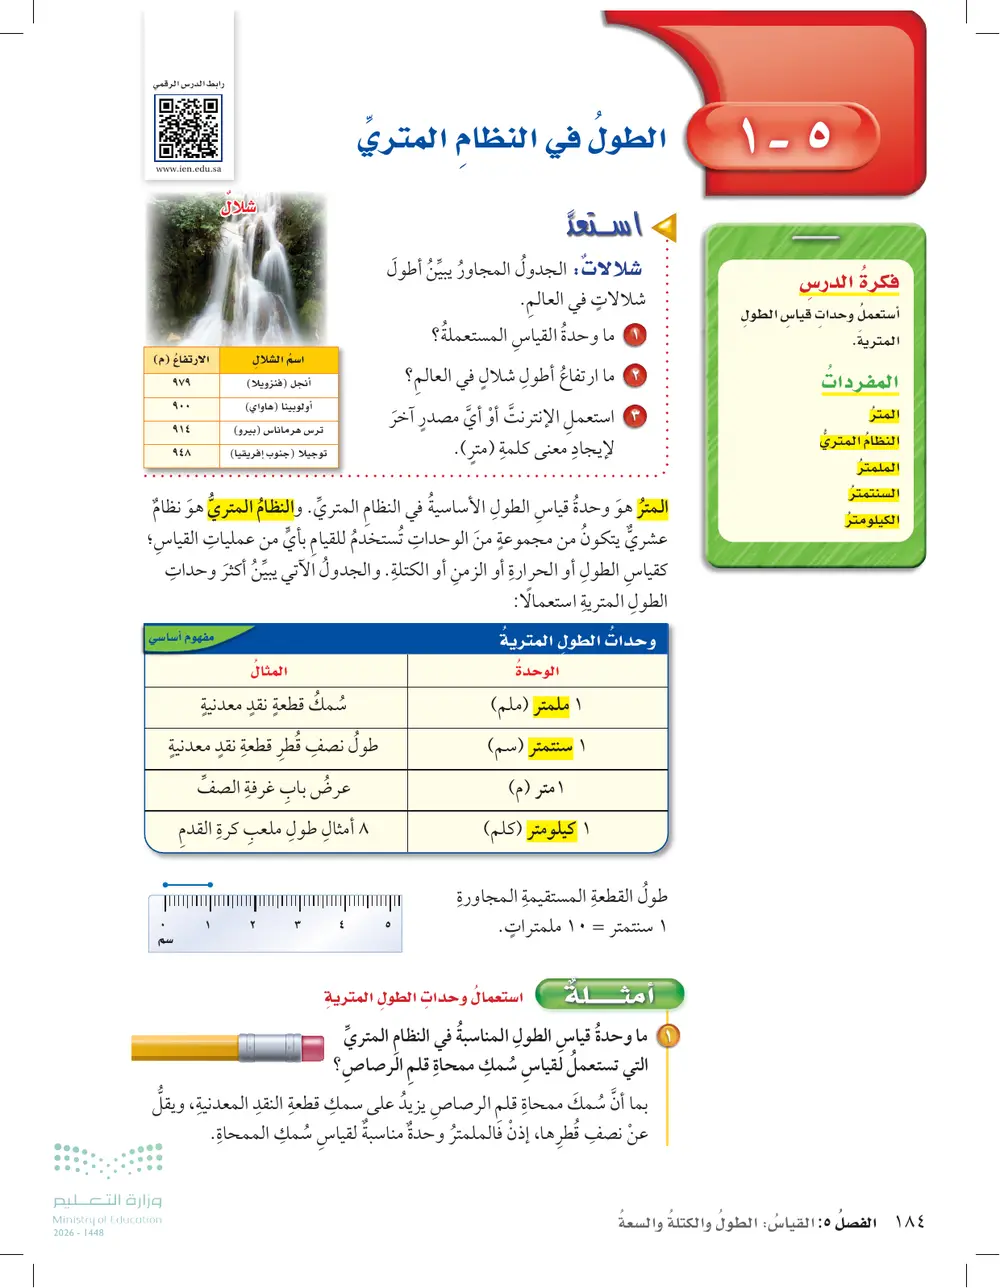 رابط الدرس الرقمي
www.ien.edu.sa
٥ - ١
الطولُ في النظامِ المتريِّ
فكرةُ الدرسِ
أستعملُ وحداتِ قياسِ الطولِ
المتريةَ.
المفرداتُ
المترُ
النظامُ المتريُّ
الملمترُ
السنتمترُ
الكيلومترُ
استعدَّ
شلالاتٌ: الجدولُ المجاورُ يبيِّنُ أطولَ
شلالاتٍ في العالمِ.
١ ما وحدةُ القياسِ المستعملةُ؟
٢ ما ارتفاعُ أطولِ شلالٍ في العالمِ؟
٣ استعملِ الإنترنتَّ أوْ أيَّ مصدرٍ آخرَ
لإيجادِ معنى كلمةِ (مترٍ).
شلالٌ
اسمُ الشلالِ الارتفاعُ (م)
أنجل (فنزويلا) ٩٧٩
أولوبينا (هاواي) ٩٠٠
ترس هرماناس (بيرو) ٩١٤
توجيلا (جنوب إفريقيا) ٩٤٨
المترُ هوَ وحدةُ قياسِ الطولِ الأساسيةُ في النظامِ المتريِّ. والنظامُ المتريُّ هوَ نظامٌ
عشريٌّ يتكونُ من مجموعةٍ منَ الوحداتِ تُستخدمُ للقيامِ بأيٍّ من عملياتِ القياسِ؛
كقياسِ الطولِ أو الحرارةِ أو الزمنِ أو الكتلةِ. والجدولُ الآتي يبيِّنُ أكثرَ وحداتِ
الطولِ المتريةِ استعمالًا:
وحداتُ الطولِ المتريةُ مفهوم أساسي
الوحدةُ المثالُ
١ ملمتر (ملم) سُمكُ قطعةٍ نقدٍ معدنيةٍ
١ سنتمتر (سم) طولُ نصفِ قُطرِ قطعةِ نقدٍ معدنيةٍ
١متر (م) عرضُ بابِ غرفةِ الصفِّ
١ كيلومتر (كلم) ٨ أمثالِ طولِ ملعبِ كرةِ القدمِ
طولُ القطعةِ المستقيمةِ المجاورةِ
١ سنتمتر = ١٠ ملمتراتٍ.
٠ ١ ٢ ٣ ٤ ٥
سم
أمثـــلةٌ استعمالُ وحداتِ الطولِ المتريةِ
١ ما وحدةُ قياسِ الطولِ المناسبةُ في النظامِ المتريِّ
التي تستعملُ لقياسِ سُمكِ ممحاةِ قلمِ الرصاصِ؟
بما أنَّ سُمكَ ممحاةِ قلمِ الرصاصِ يزيدُ على سمكِ قطعةِ النقدِ المعدنيةِ، ويقلُّ
عنْ نصفِ قُطرِها، إذنْ فالملمترُ وحدةٌ مناسبةٌ لقياسِ سُمكِ الممحاةِ.
وزارة التعـــليم
Ministry of Education
2026 - 1448
١٨٤ الفصلُ ٥: القياسُ: الطولُ والكتلةُ والسعةُ